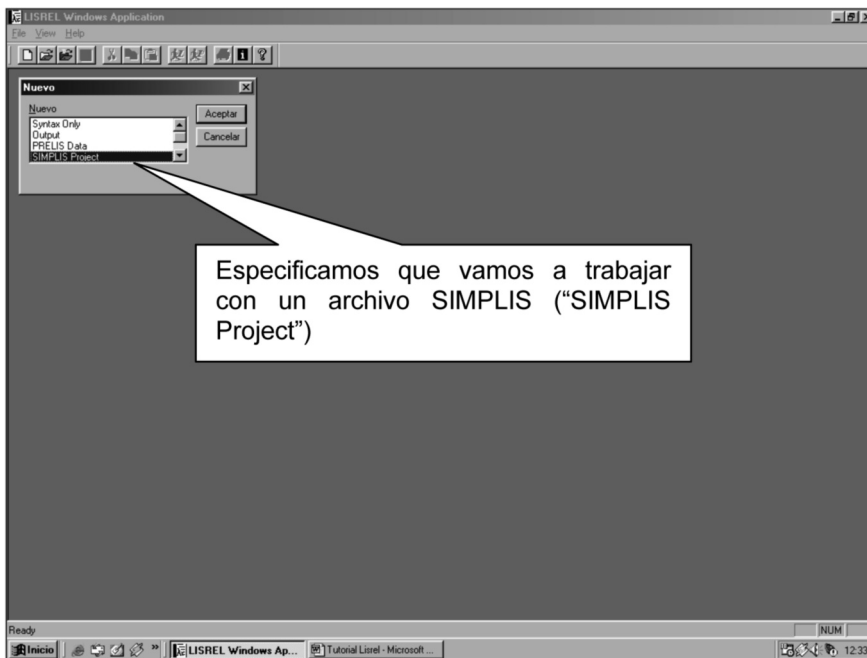 LISREL Windows Application
File View Help
Nuevo
Nuevo
Syntax Only
Output
PRELIS Data
SIMPLIS Project
Aceptar
Cancelar
Especificamos que vamos a trabajar
con un archivo SIMPLIS (“SIMPLIS
Project”)
Ready
NUM
Inicio
LISREL Windows Ap...
Tutorial Lisrel - Microsoft ...
12:33